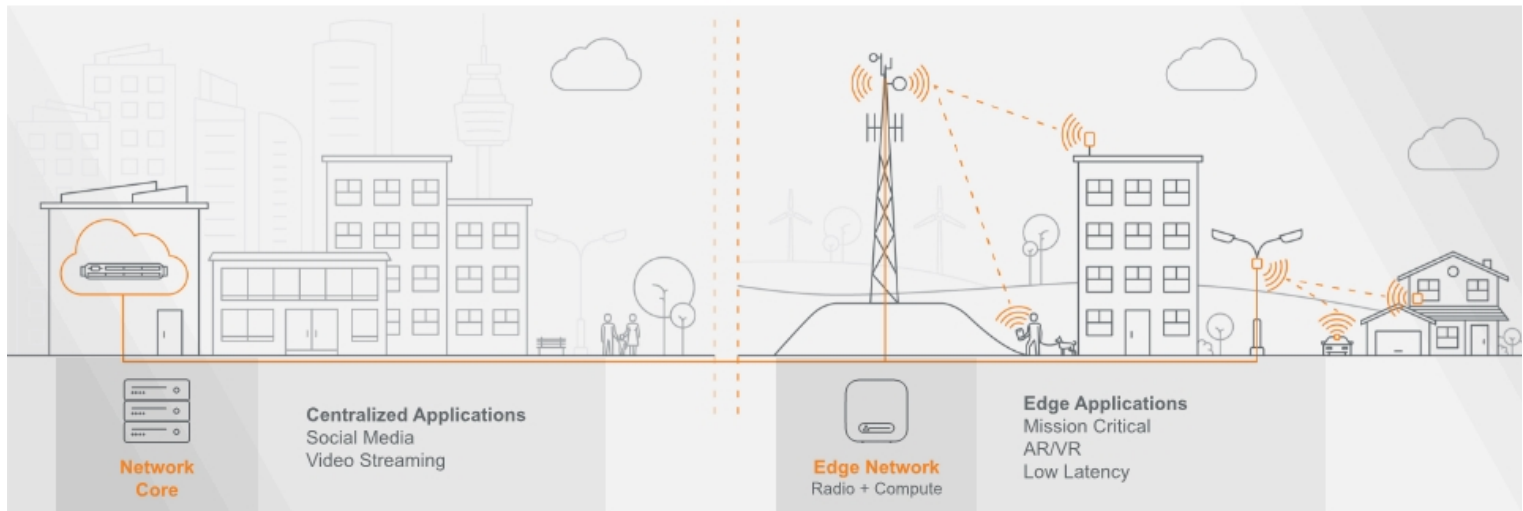 Network
Core
Centralized Applications
Social Media
Video Streaming
Edge Network
Radio + Compute
Edge Applications
Mission Critical
AR/VR
Low Latency